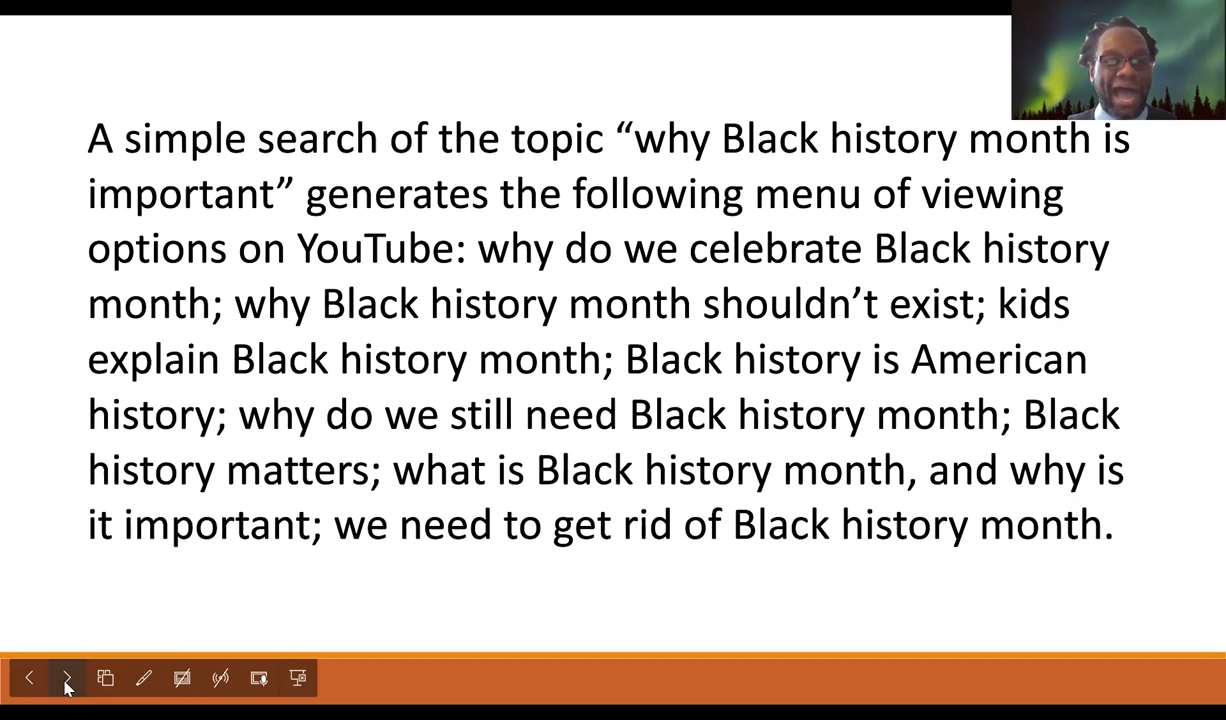 A simple search of the topic “why Black history month is
important” generates the following menu of viewing
options on YouTube: why do we celebrate Black history
month; why Black history month shouldn’t exist; kids
explain Black history month; Black history is American
history; why do we still need Black history month; Black
history matters; what is Black history month, and why is
it important; we need to get rid of Black history month.